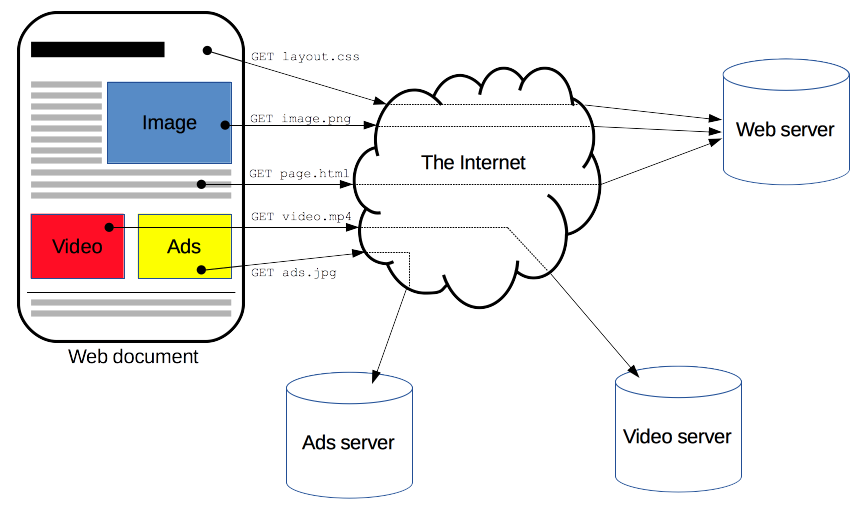 GET layout.css
Image
GET image.png
The Internet
Web server
GET page.html
GET video.mp4
Video
Ads
GET ads.jpg
Web document
Ads server
Video server